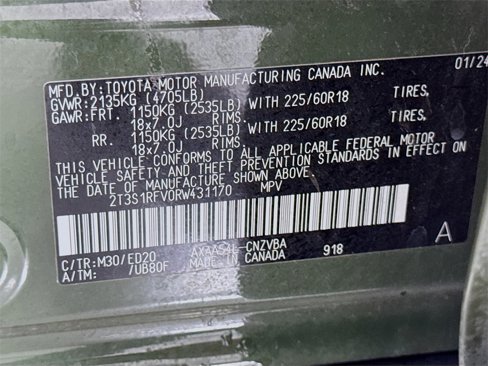 MFD.BY:TOYOTA MOTOR MANUFACTURING CANADA INC. 01/24
GVWR: 2135KG (4705LB)
GAWR:FRT. 1150KG (2535LB) WITH 225/60R18 TIRES,
18x7.0J RIMS.
RR. 1150KG (2535LB) WITH 225/60R18 TIRES,
18x7.0J RIMS.
THIS VEHICLE CONFORMS TO ALL APPLICABLE FEDERAL MOTOR
VEHICLE SAFETY AND THEFT PREVENTION STANDARDS IN EFFECT ON
THE DATE OF MANUFACTURE SHOWN ABOVE.
2T3S1RFV0RW431170 MPV
C/TR:M30/ED20 AXAA54L-CNZVBA A
A/TM: /UB80F MADE IN CANADA 918